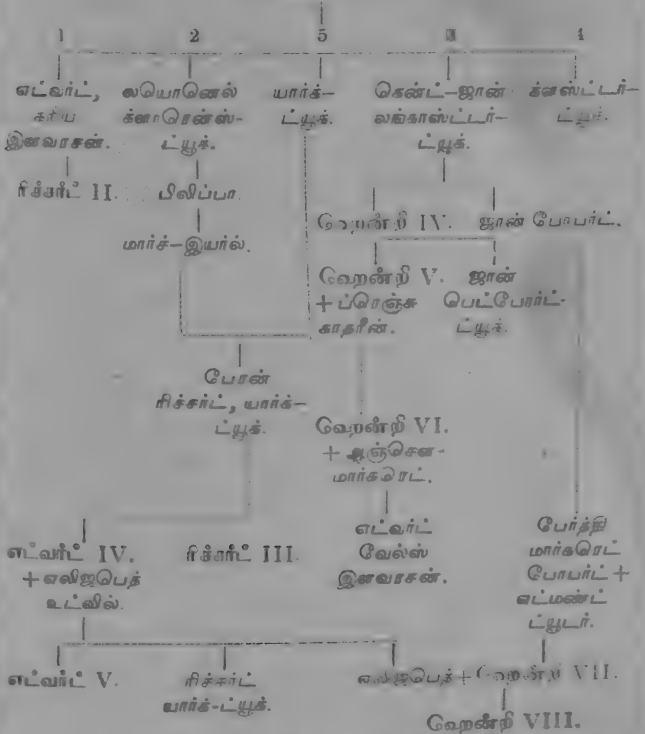 1 2 5 3 4
எட்வர்ட், லயொனெல் யார்க்– கெண்ட்–ஜான் க்ளஸ்ட்டர்–
கரிய க்ளாரென்ஸ்- ட்யூக். லங்காஸ்ட்டர்– ட்யூக்.
இளவரசன். ட்யூக். ட்யூக்.
ரிச்சர்ட் II. பிலிப்பா.
ஹென்றி IV. ஜான் போபர்ட்.
மார்ச்–இயர்ல்.
ஹென்றி V. ஜான்
+ப்ரெஞ்சு பெட்போர்ட்-
காதரீன். ட்யூக்.
போன்
ரிச்சர்ட், யார்க்–
ட்யூக். ஹென்றி VI.
+ஆஞ்சௌ-
மார்கரெட்.
எட்வர்ட் IV. ரிச்சர்ட் III. எட்வர்ட்
+எலிஜபெத் வேல்ஸ் மார்கரெட்
உட்வில். இளவரசன். போபர்ட்+
எட்மண்ட்
ட்யூடர்.
எட்வர்ட் V. ரிச்சர்ட் எலிஜபெத்+ஹென்றி VII.
யார்க்-ட்யூக்.
ஹென்றி VIII.